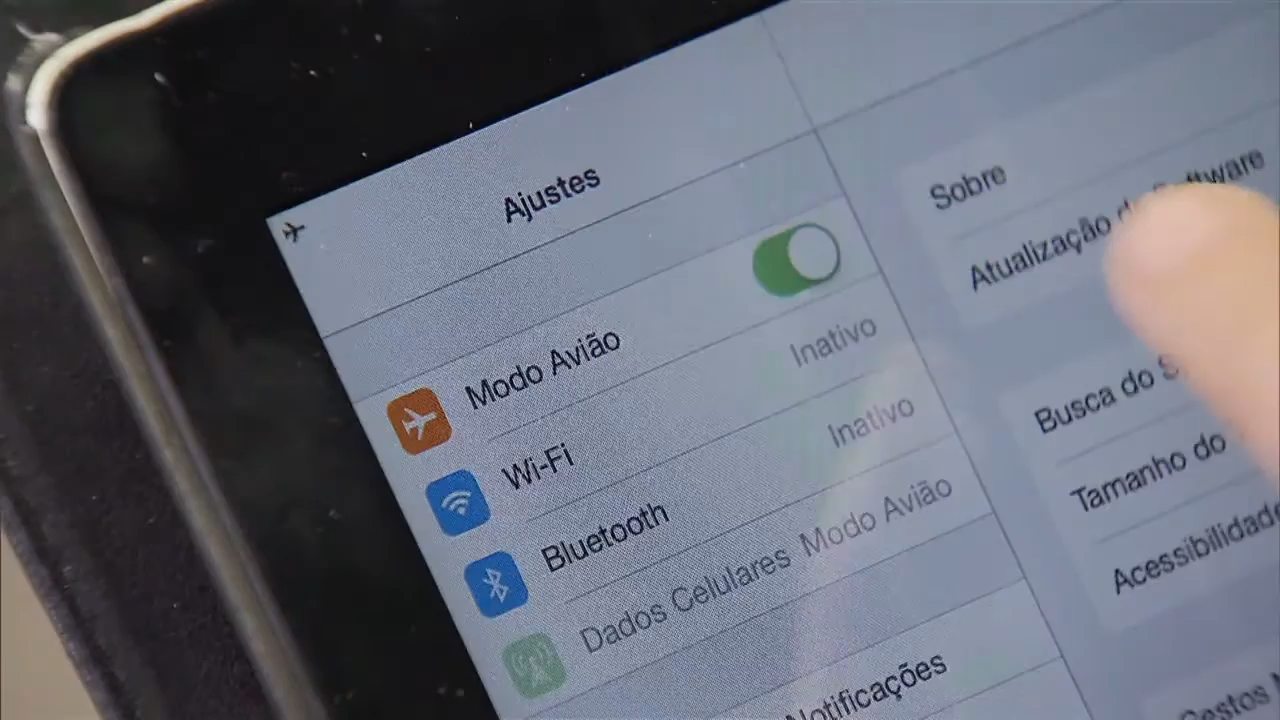 Ajustes
Modo Avião
Wi-Fi Inativo
Bluetooth Inativo
Dados Celulares Modo Avião
Notificações
Sobre
Atualização Software
Busca do
Tamanho do
Acessibilidade